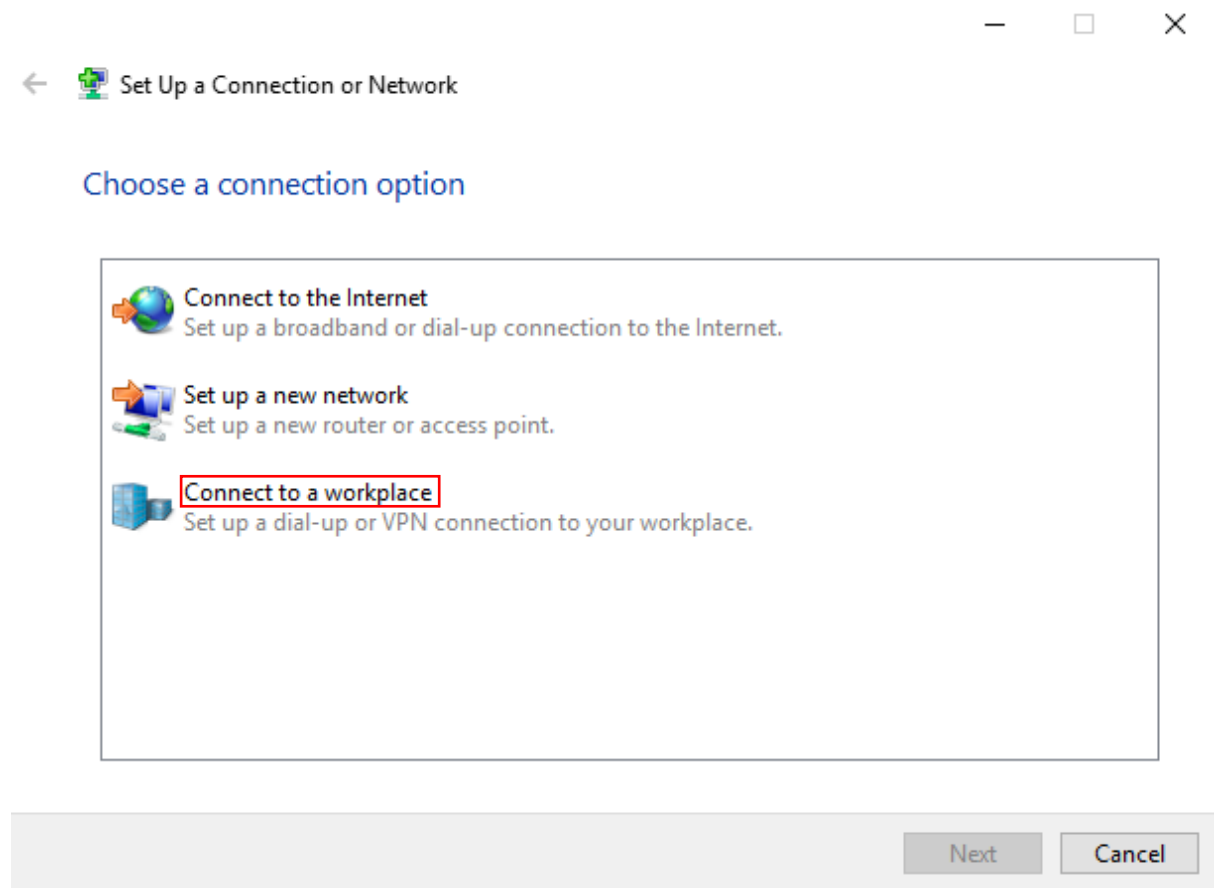 Set Up a Connection or Network
Choose a connection option
Connect to the Internet
Set up a broadband or dial-up connection to the Internet.
Set up a new network
Set up a new router or access point.
Connect to a workplace
Set up a dial-up or VPN connection to your workplace.
Next Cancel